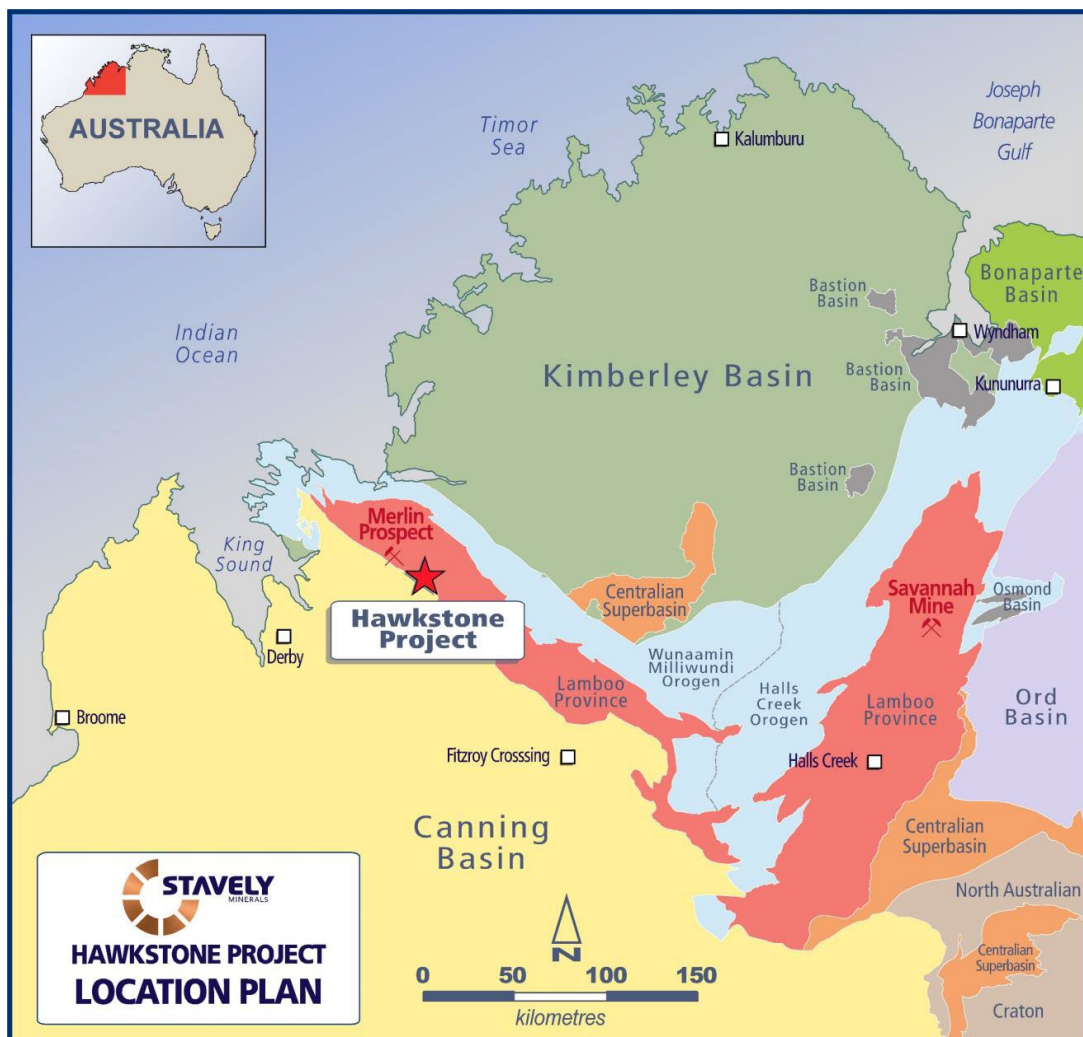 AUSTRALIA
Timor
Sea
Joseph
Bonaparte
Gulf
Kalumburu
Bonaparte
Basin
Bastion
Basin
Indian
Ocean
Wyndham
Kimberley Basin
Bastion
Basin
Kununurra
Bastion
Basin
King
Sound
Merlin
Prospect
Centralian
Superbasin
Savannah
Mine
Osmond
Basin
Hawkstone
Project
Derby
Wunaamin
Milliwundi
Orogen
Lamboo
Province
Halls
Creek
Orogen
Lamboo
Province
Ord
Basin
Broome
Fitzroy Crosssing
Halls Creek
Canning
Basin
Centralian
Superbasin
North Australian
Centralian
Superbasin
Craton
STAVELY
MINERALS
HAWKSTONE PROJECT
LOCATION PLAN
N
0 50 100 150
kilometres